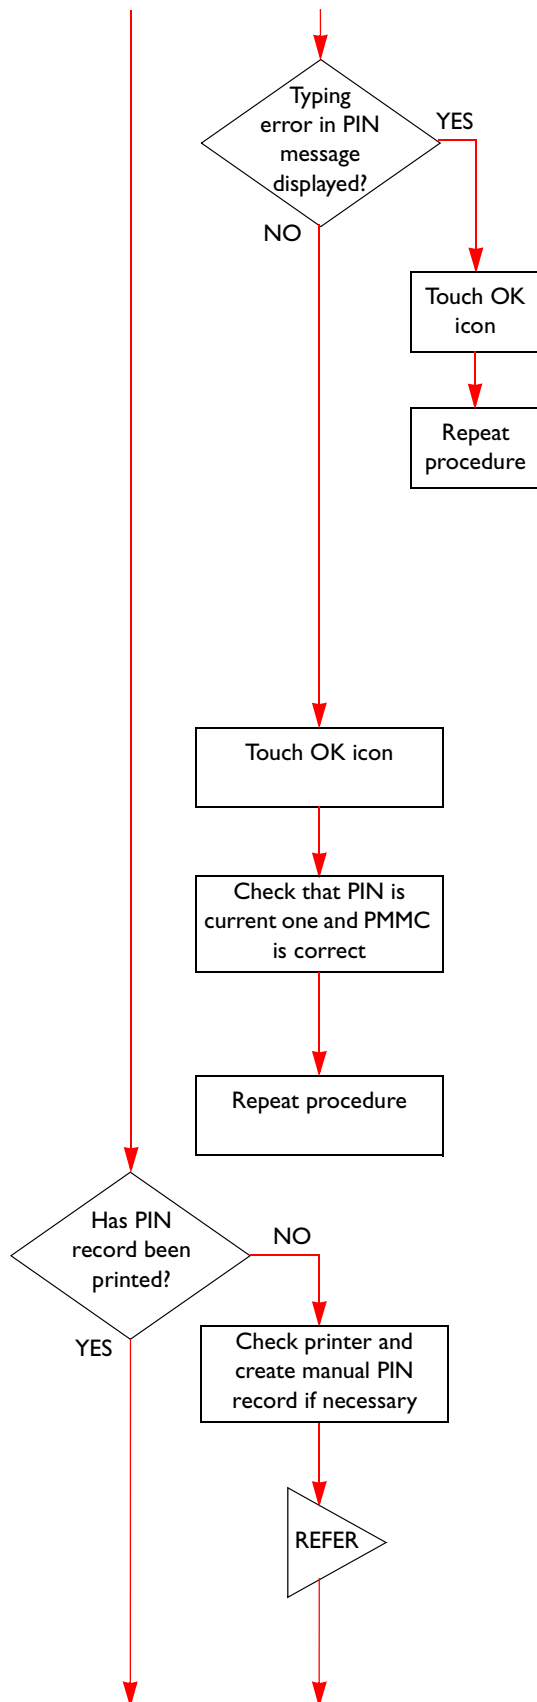 Typing
error in PIN
message
displayed?
YES
NO
Touch OK
icon
Repeat
procedure
Touch OK icon
Check that PIN is
current one and PMMC
is correct
Repeat procedure
Has PIN
record been
printed?
NO
YES
Check printer and
create manual PIN
record if necessary
REFER